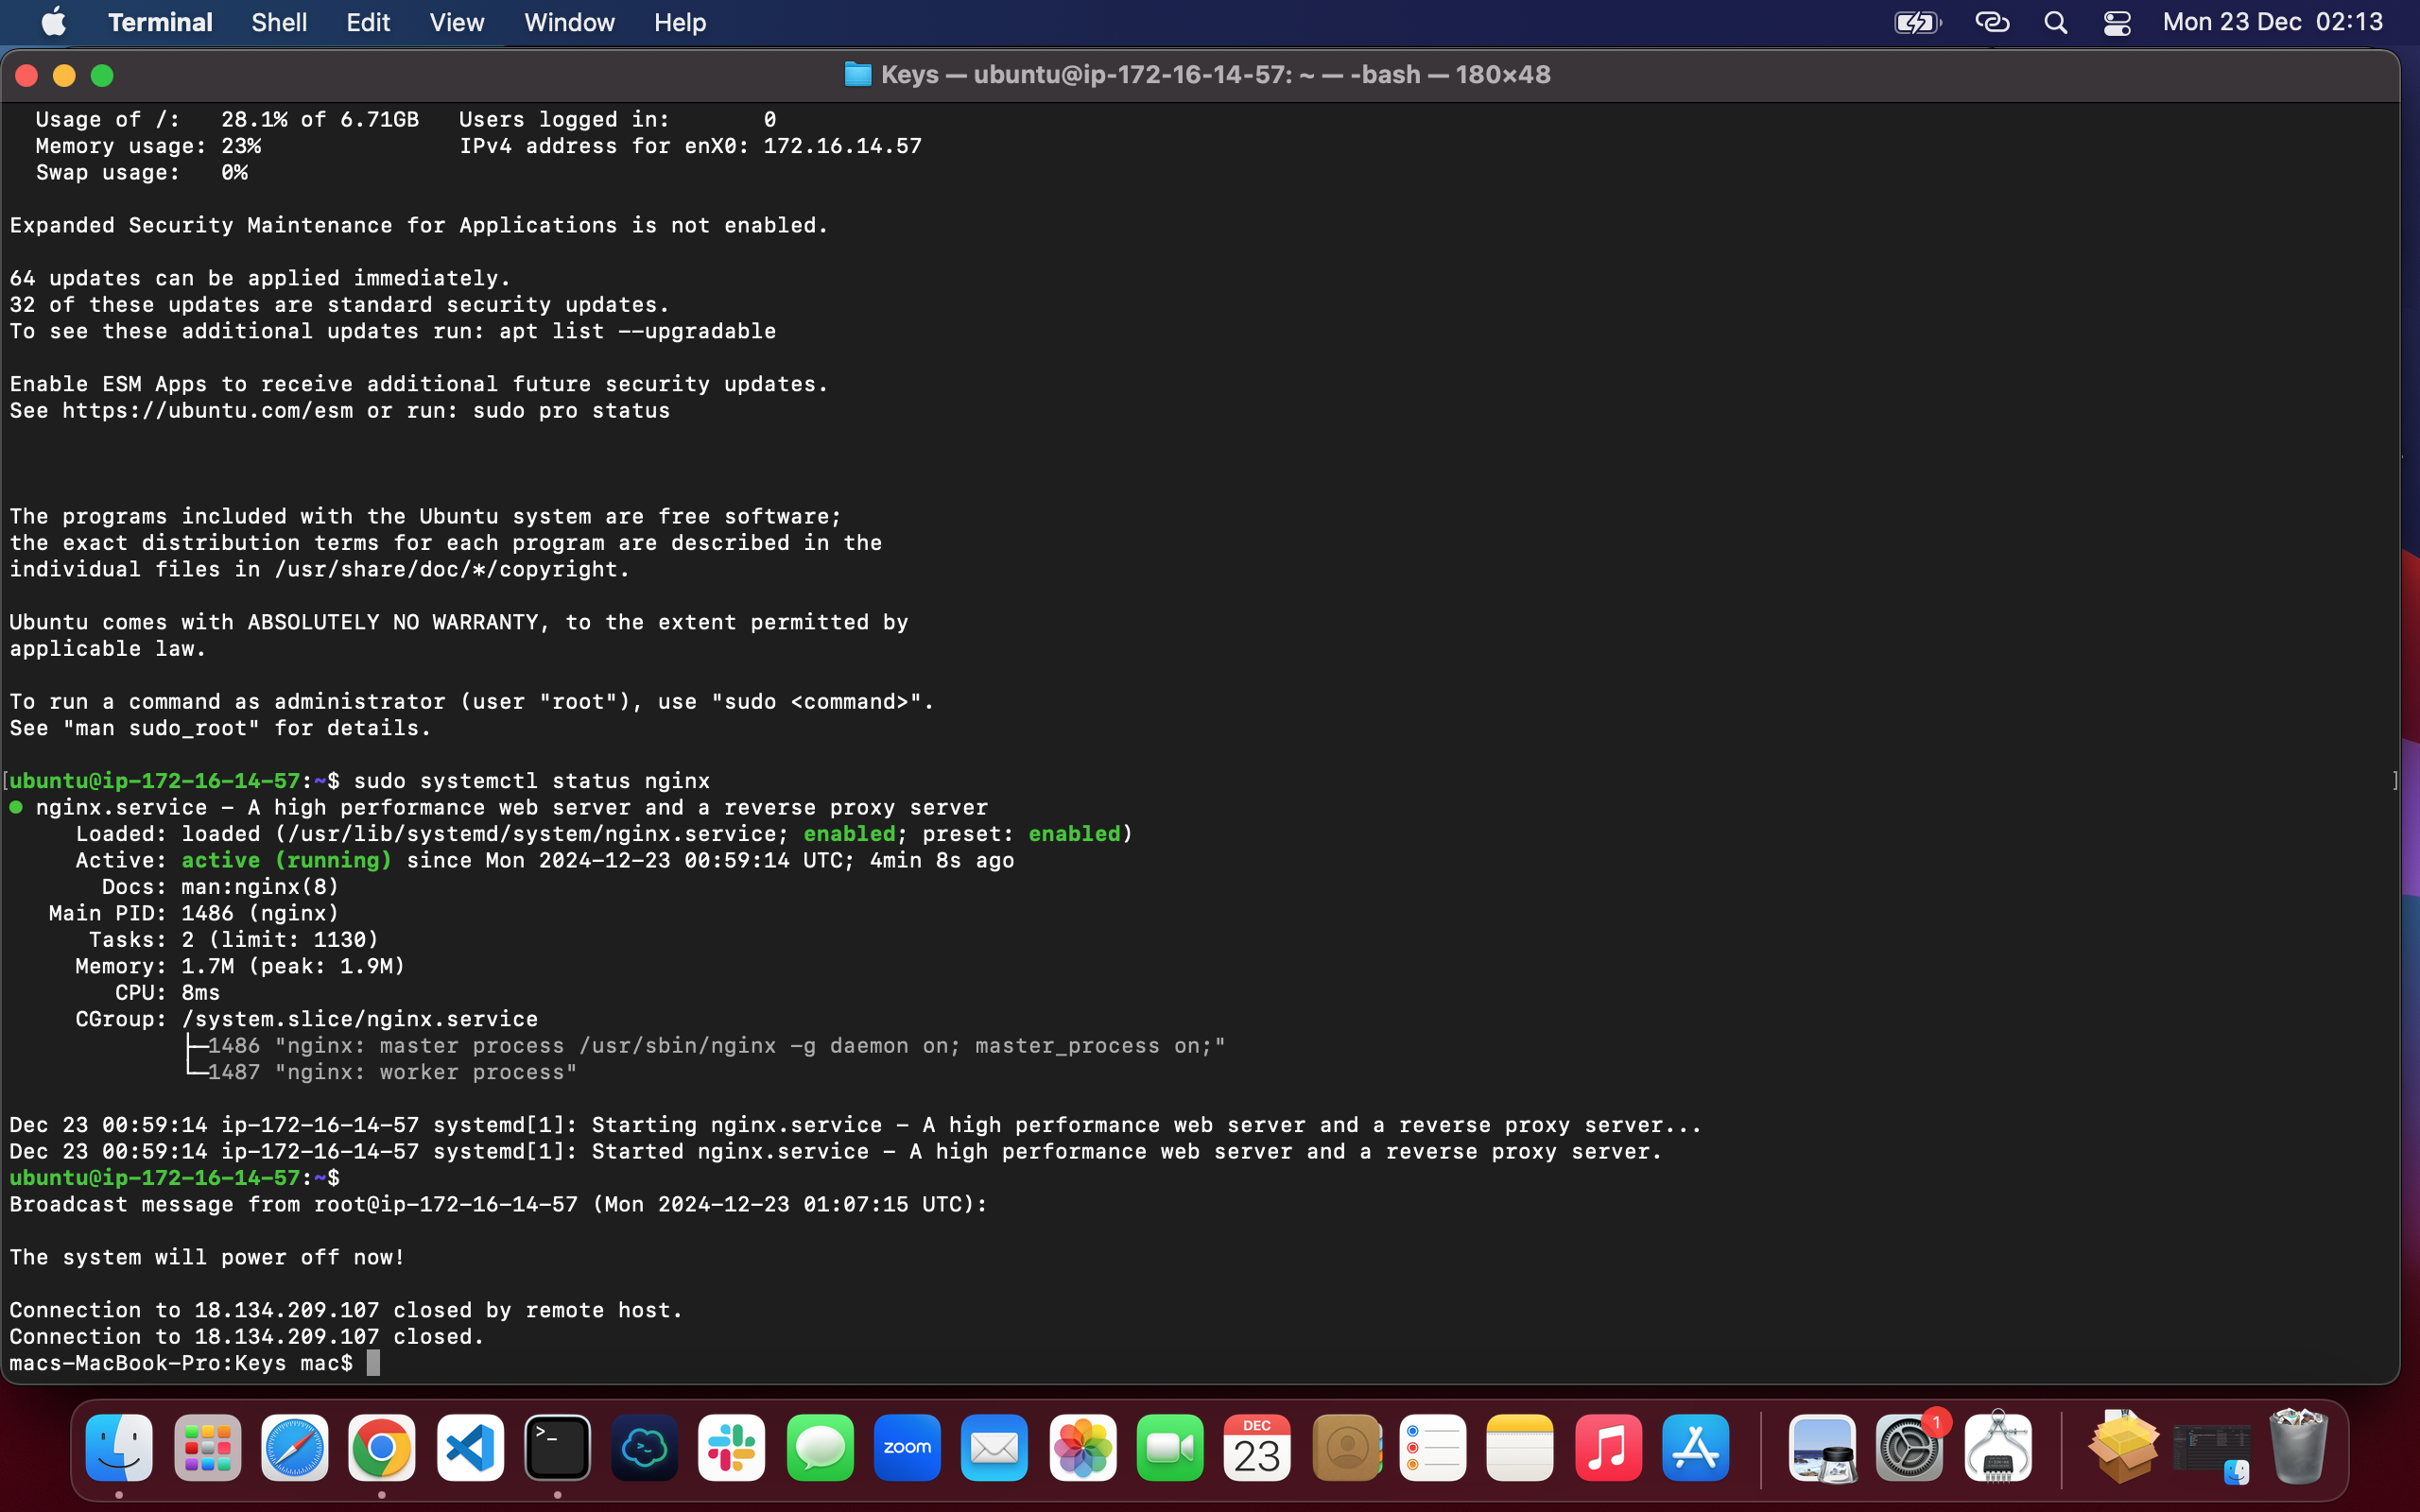 Terminal Shell Edit View Window Help Mon 23 Dec 02:13
Keys — ubuntu@ip-172-16-14-57: ~ — -bash — 180×48
Usage of /: 28.1% of 6.71GB Users logged in: 0
Memory usage: 23% IPv4 address for enX0: 172.16.14.57
Swap usage: 0%
Expanded Security Maintenance for Applications is not enabled.
64 updates can be applied immediately.
32 of these updates are standard security updates.
To see these additional updates run: apt list --upgradable
Enable ESM Apps to receive additional future security updates.
See https://ubuntu.com/esm or run: sudo pro status
The programs included with the Ubuntu system are free software;
the exact distribution terms for each program are described in the
individual files in /usr/share/doc/*/copyright.
Ubuntu comes with ABSOLUTELY NO WARRANTY, to the extent permitted by
applicable law.
To run a command as administrator (user "root"), use "sudo <command>".
See "man sudo_root" for details.
[ubuntu@ip-172-16-14-57:~$ sudo systemctl status nginx ]
● nginx.service - A high performance web server and a reverse proxy server
Loaded: loaded (/usr/lib/systemd/system/nginx.service; enabled; preset: enabled)
Active: active (running) since Mon 2024-12-23 00:59:14 UTC; 4min 8s ago
Docs: man:nginx(8)
Main PID: 1486 (nginx)
Tasks: 2 (limit: 1130)
Memory: 1.7M (peak: 1.9M)
CPU: 8ms
CGroup: /system.slice/nginx.service
├─1486 "nginx: master process /usr/sbin/nginx -g daemon on; master_process on;"
└─1487 "nginx: worker process"
Dec 23 00:59:14 ip-172-16-14-57 systemd[1]: Starting nginx.service - A high performance web server and a reverse proxy server...
Dec 23 00:59:14 ip-172-16-14-57 systemd[1]: Started nginx.service - A high performance web server and a reverse proxy server.
ubuntu@ip-172-16-14-57:~$
Broadcast message from root@ip-172-16-14-57 (Mon 2024-12-23 01:07:15 UTC):
The system will power off now!
Connection to 18.134.209.107 closed by remote host.
Connection to 18.134.209.107 closed.
macs-MacBook-Pro:Keys mac$
>_
zoom
DEC
23
1